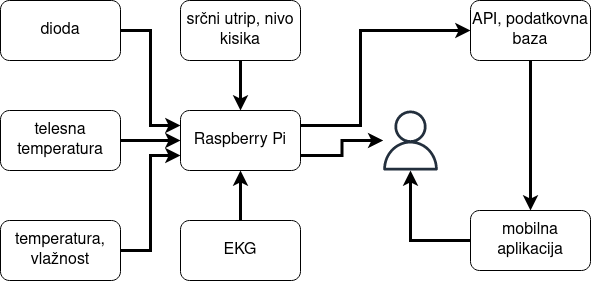 dioda
srčni utrip, nivo
kisika
API, podatkovna
baza
telesna
temperatura
Raspberry Pi
temperatura,
vlažnost
EKG
mobilna
aplikacija